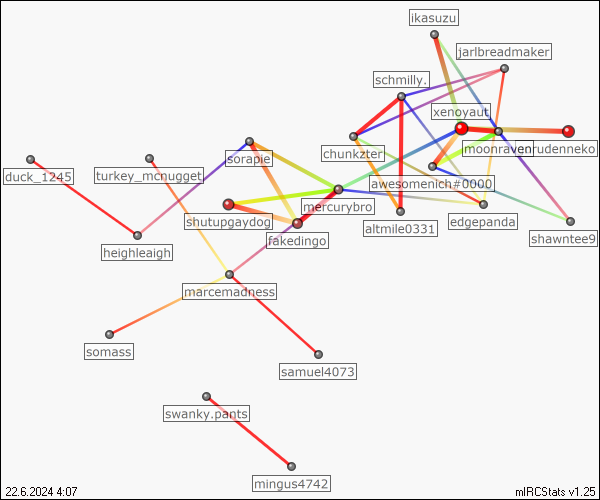 ikasuzu
jarlbreadmaker
schmilly.
xenoyaut
moonraven
rudenneko
chunkzter
sorapie
duck_1245
turkey_mcnugget
awesomenich#0000
mercurybro
shutupgaydog
edgepanda
altmile0331
shawntee9
fakedingo
heighleaigh
marcemadness
somass
samuel4073
swanky.pants
mingus4742
22.6.2024 4:07
mIRCStats v1.25